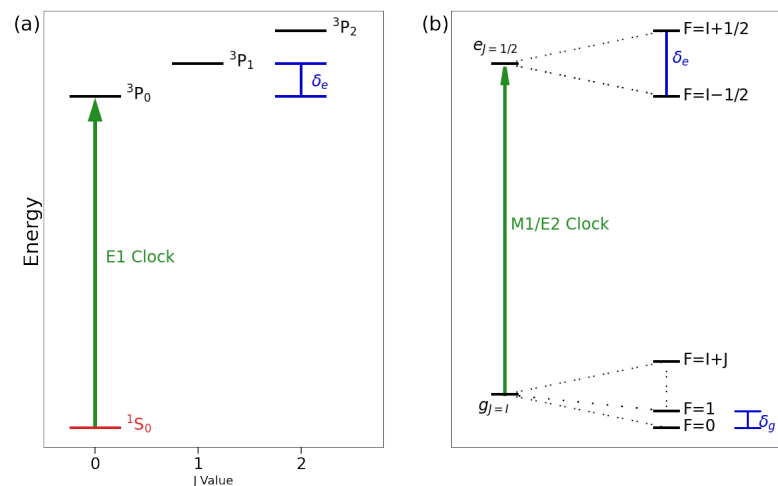 (a)
³P₂
³P₁
δₑ
³P₀
E1 Clock
¹S₀
Energy
0 1 2
J Value
(b)
F=I+1/2
e_{J=1/2}
δₑ
F=I−1/2
M1/E2 Clock
F=I+J
g_{J=I}
F=1
δ_g
F=0